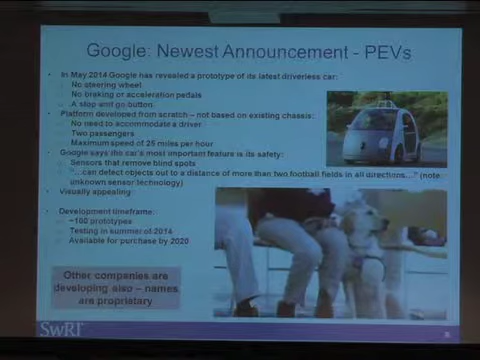 Google: Newest Announcement - PEVs
In May 2014 Google has revealed a prototype of its latest driverless car:
No steering wheel
No braking or acceleration pedals
A stop and go button
Platform developed from scratch – not based on existing chassis:
No need to accommodate a driver
Two passengers
Maximum speed of 25 miles per hour
Google says the car's most important feature is its safety:
Sensors that remove blind spots
"…can detect objects out to a distance of more than two football fields in all directions…" (note:
unknown sensor technology)
Visually appealing
Development timeframe:
~100 prototypes
Testing in summer of 2014
Available for purchase by 2020
Other companies are
developing also – names
are proprietary
SwRI